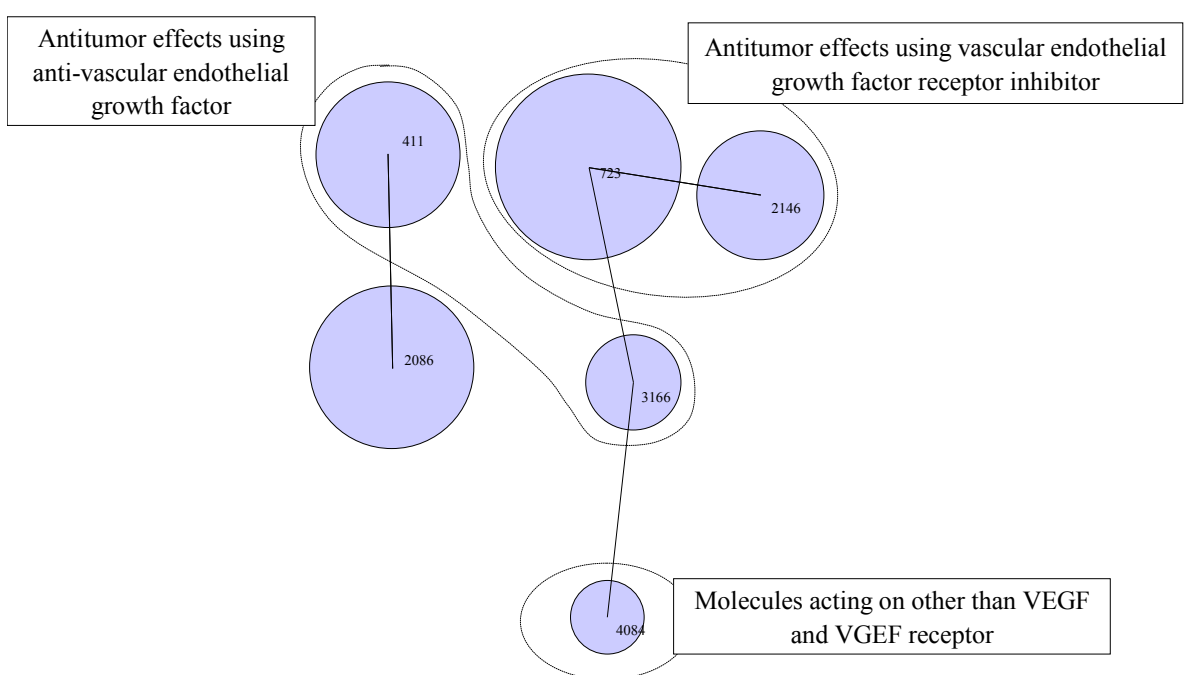 Antitumor effects using
anti-vascular endothelial
growth factor
Antitumor effects using vascular endothelial
growth factor receptor inhibitor
411
723
2146
2086
3166
4084
Molecules acting on other than VEGF
and VGEF receptor